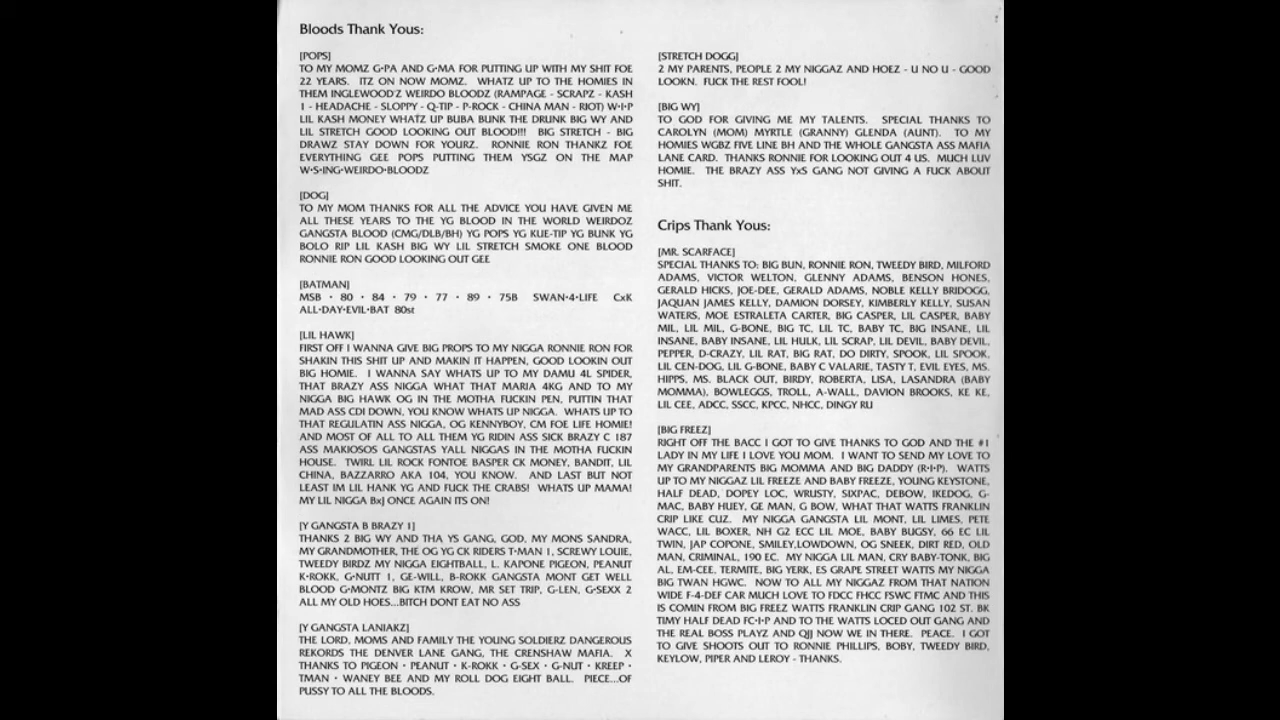 Bloods Thank Yous:
[POPS]
TO MY MOMZ G•PA AND G•MA FOR PUTTING UP WITH MY SHIT FOE
22 YEARS. ITZ ON NOW MOMZ. WHATZ UP TO THE HOMIES IN
THEM INGLEWOOD'Z WEIRDO BLOODZ (RAMPAGE - SCRAPZ - KASH
1 - HEADACHE - SLOPPY - Q-TIP - P-ROCK - CHINA MAN - RIOT) W•I•P
LIL KASH MONEY WHATZ UP BUBA BUNK THE DRUNK BIG WY AND
LIL STRETCH GOOD LOOKING OUT BLOOD!!! BIG STRETCH - BIG
DRAWZ STAY DOWN FOR YOURZ. RONNIE RON THANKZ FOE
EVERYTHING GEE POPS PUTTING THEM YSGZ ON THE MAP
W•S•ING•WEIRDO•BLOODZ
[DOG]
TO MY MOM THANKS FOR ALL THE ADVICE YOU HAVE GIVEN ME
ALL THESE YEARS TO THE YG BLOOD IN THE WORLD WEIRDOZ
GANGSTA BLOOD (CMG/DLB/BH) YG POPS YG KUE-TIP YG BUNK YG
BOLO RIP LIL KASH BIG WY LIL STRETCH SMOKE ONE BLOOD
RONNIE RON GOOD LOOKING OUT GEE
[BATMAN]
MSB • 80 • 84 • 79 • 77 • 89 • 75B SWAN•4•LIFE CxK
ALL•DAY•EVIL•BAT 80st
[LIL HAWK]
FIRST OFF I WANNA GIVE BIG PROPS TO MY NIGGA RONNIE RON FOR
SHAKIN THIS SHIT UP AND MAKIN IT HAPPEN, GOOD LOOKIN OUT
BIG HOMIE. I WANNA SAY WHATS UP TO MY DAMU 4L SPIDER,
THAT BRAZY ASS NIGGA WHAT THAT MARIA 4KG AND TO MY
NIGGA BIG HAWK OG IN THE MOTHA FUCKIN PEN, PUTTIN THAT
MAD ASS CDI DOWN, YOU KNOW WHATS UP NIGGA. WHATS UP TO
THAT REGULATIN ASS NIGGA, OG KENNYBOY, CM FOE LIFE HOMIE!
AND MOST OF ALL TO ALL THEM YG RIDIN ASS SICK BRAZY C 187
ASS MAKIOSOS GANGSTAS YALL NIGGAS IN THE MOTHA FUCKIN
HOUSE. TWIRL LIL ROCK FONTOE BASPER CK MONEY, BANDIT, LIL
CHINA, BAZZARRO AKA 104, YOU KNOW. AND LAST BUT NOT
LEAST IM LIL HANK YG AND FUCK THE CRABS! WHATS UP MAMA!
MY LIL NIGGA BxJ ONCE AGAIN ITS ON!
[Y GANGSTA B BRAZY 1]
THANKS 2 BIG WY AND THA YS GANG, GOD, MY MONS SANDRA,
MY GRANDMOTHER, THE OG YG CK RIDERS T•MAN 1, SCREWY LOUIE,
TWEEDY BIRDZ MY NIGGA EIGHTBALL, L. KAPONE PIGEON, PEANUT
K•ROKK, G•NUTT 1, GE-WILL, B-ROKK GANGSTA MONT GET WELL
BLOOD G•MONTZ BIG KTM KROW, MR SET TRIP, G-LEN, G•SEXX 2
ALL MY OLD HOES...BITCH DONT EAT NO ASS
[Y GANGSTA LANIAKZ]
THE LORD, MOMS AND FAMILY THE YOUNG SOLDIERZ DANGEROUS
REKORDS THE DENVER LANE GANG, THE CRENSHAW MAFIA. X
THANKS TO PIGEON • PEANUT • K-ROKK • G-SEX • G-NUT • KREEP •
TMAN • WANEY BEE AND MY ROLL DOG EIGHT BALL. PIECE...OF
PUSSY TO ALL THE BLOODS.
[STRETCH DOGG]
2 MY PARENTS, PEOPLE 2 MY NIGGAZ AND HOEZ - U NO U - GOOD
LOOKN. FUCK THE REST FOOL!
[BIG WY]
TO GOD FOR GIVING ME MY TALENTS. SPECIAL THANKS TO
CAROLYN (MOM) MYRTLE (GRANNY) GLENDA (AUNT). TO MY
HOMIES WGBZ FIVE LINE BH AND THE WHOLE GANGSTA ASS MAFIA
LANE CARD. THANKS RONNIE FOR LOOKING OUT 4 US. MUCH LUV
HOMIE. THE BRAZY ASS YxS GANG NOT GIVING A FUCK ABOUT
SHIT.
Crips Thank Yous:
[MR. SCARFACE]
SPECIAL THANKS TO: BIG BUN, RONNIE RON, TWEEDY BIRD, MILFORD
ADAMS, VICTOR WELTON, GLENNY ADAMS, BENSON HONES,
GERALD HICKS, JOE-DEE, GERALD ADAMS, NOBLE KELLY BRIDOGG,
JAQUAN JAMES KELLY, DAMION DORSEY, KIMBERLY KELLY, SUSAN
WATERS, MOE ESTRALETA CARTER, BIG CASPER, LIL CASPER, BABY
MIL, LIL MIL, G-BONE, BIG TC, LIL TC, BABY TC, BIG INSANE, LIL
INSANE, BABY INSANE, LIL HULK, LIL SCRAP, LIL DEVIL, BABY DEVIL,
PEPPER, D-CRAZY, LIL RAT, BIG RAT, DO DIRTY, SPOOK, LIL SPOOK,
LIL CEN-DOG, LIL G-BONE, BABY C VALARIE, TASTY T, EVIL EYES, MS.
HIPPS, MS. BLACK OUT, BIRDY, ROBERTA, LISA, LASANDRA (BABY
MOMMA), BOWLEGGS, TROLL, A-WALL, DAVION BROOKS, KE KE,
LIL CEE, ADCC, SSCC, KPCC, NHCC, DINGY RU
[BIG FREEZ]
RIGHT OFF THE BACC I GOT TO GIVE THANKS TO GOD AND THE #1
LADY IN MY LIFE I LOVE YOU MOM. I WANT TO SEND MY LOVE TO
MY GRANDPARENTS BIG MOMMA AND BIG DADDY (R•I•P). WATTS
UP TO MY NIGGAZ LIL FREEZE AND BABY FREEZE, YOUNG KEYSTONE,
HALF DEAD, DOPEY LOC, WRUSTY, SIXPAC, DEBOW, IKEDOG, G-
MAC, BABY HUEY, GE MAN, G BOW, WHAT THAT WATTS FRANKLIN
CRIP LIKE CUZ. MY NIGGA GANGSTA LIL MONT, LIL LIMES, PETE
WACC, LIL BOXER, NH G2 ECC LIL MOE, BABY BUGSY, 66 EC LIL
TWIN, JAP COPONE, SMILEY,LOWDOWN, OG SNEEK, DIRT RED, OLD
MAN, CRIMINAL, 190 EC. MY NIGGA LIL MAN, CRY BABY-TONK, BIG
AL, EM-CEE, TERMITE, BIG YERK, ES GRAPE STREET WATTS MY NIGGA
BIG TWAN HGWC. NOW TO ALL MY NIGGAZ FROM THAT NATION
WIDE F-4-DEF CAR MUCH LOVE TO FDCC FHCC FSWC FTMC AND THIS
IS COMIN FROM BIG FREEZ WATTS FRANKLIN CRIP GANG 102 ST. BK
TIMY HALF DEAD FC•I•P AND TO THE WATTS LOCED OUT GANG AND
THE REAL BOSS PLAYZ AND QJJ NOW WE IN THERE. PEACE. I GOT
TO GIVE SHOOTS OUT TO RONNIE PHILLIPS, BOBY, TWEEDY BIRD,
KEYLOW, PIPER AND LEROY - THANKS.